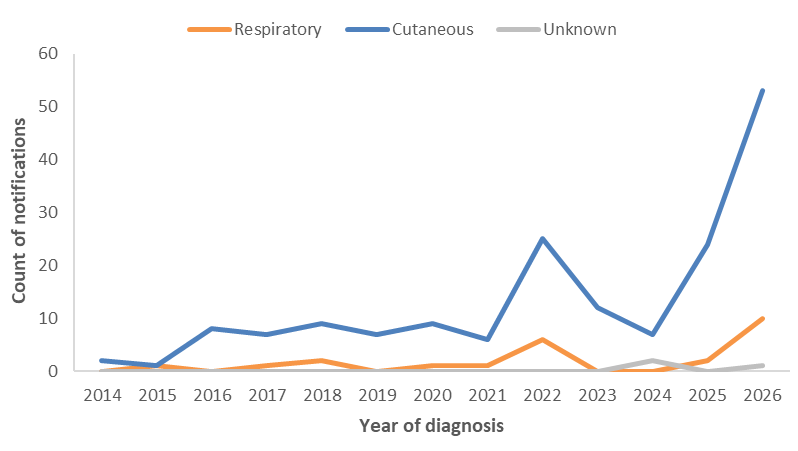 Respiratory Cutaneous Unknown
60
50
40
30
20
10
0
2014 2015 2016 2017 2018 2019 2020 2021 2022 2023 2024 2025 2026
Count of notifications
Year of diagnosis